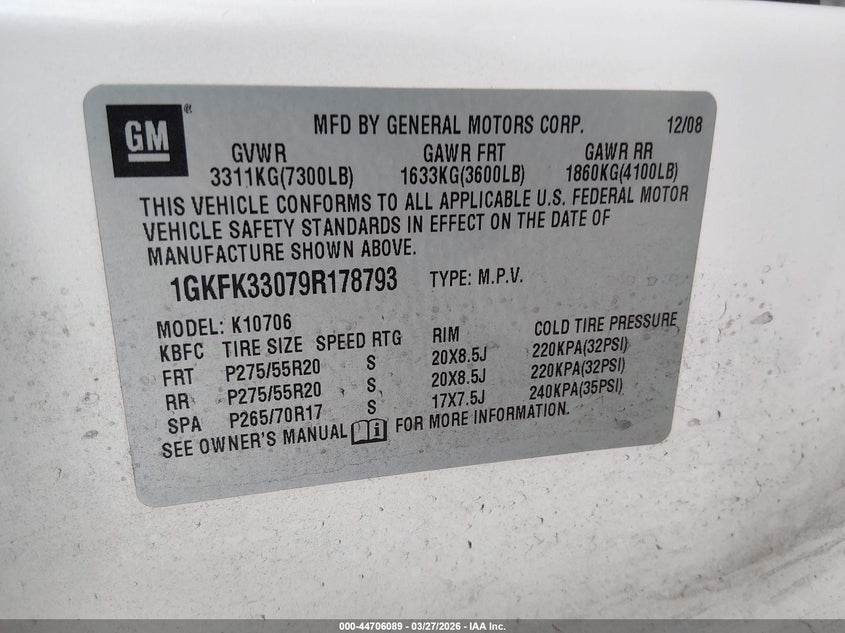 GM ®
MFD BY GENERAL MOTORS CORP. 12/08
GVWR GAWR FRT GAWR RR
3311KG(7300LB) 1633KG(3600LB) 1860KG(4100LB)
THIS VEHICLE CONFORMS TO ALL APPLICABLE U.S. FEDERAL MOTOR
VEHICLE SAFETY STANDARDS IN EFFECT ON THE DATE OF
MANUFACTURE SHOWN ABOVE.
1GKFK33079R178793 TYPE: M.P.V.
MODEL: K10706
KBFC TIRE SIZE SPEED RTG RIM COLD TIRE PRESSURE
FRT P275/55R20 S 20X8.5J 220KPA(32PSI)
RR P275/55R20 S 20X8.5J 220KPA(32PSI)
SPA P265/70R17 S 17X7.5J 240KPA(35PSI)
SEE OWNER'S MANUAL i FOR MORE INFORMATION.
000-44706089 - 03/27/2026 - IAA Inc.